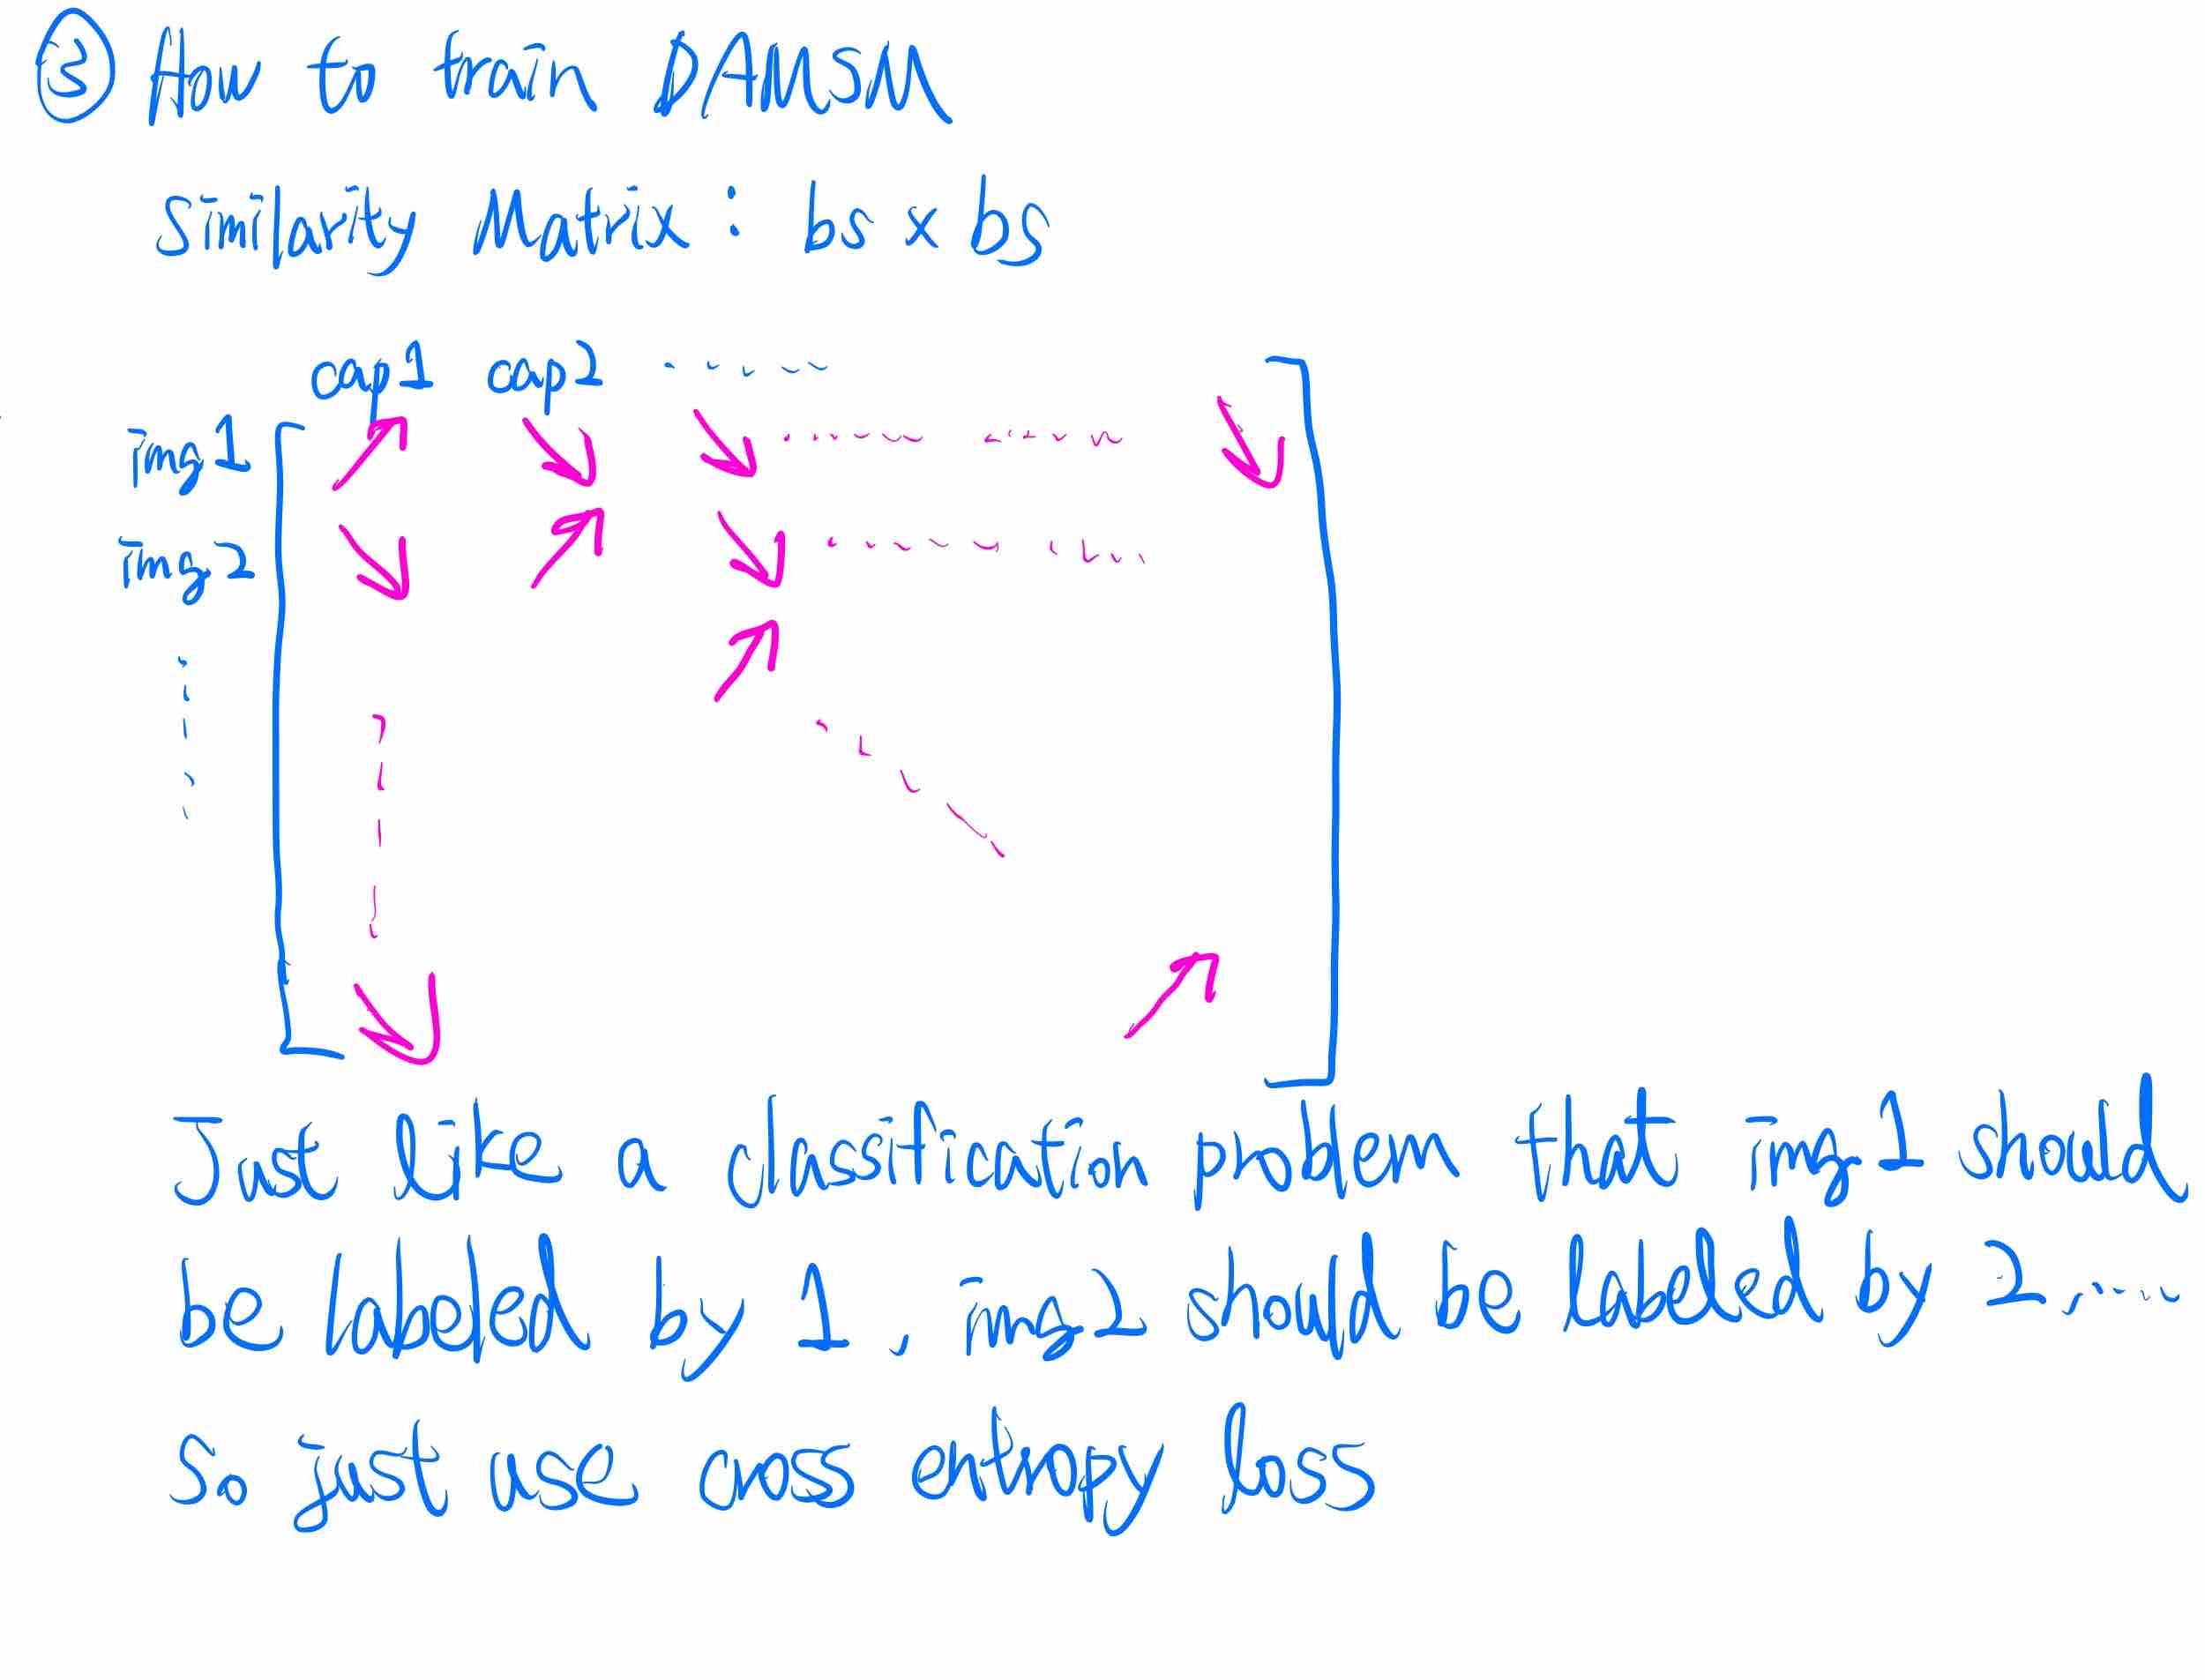 ③ How to train DAMSM
Similarity Matrix : bs x bs
cap1 cap2
img1
img2
Just like a classification problem that img1 should
be labeled by 1, img2 should be labeled by 2 .....
So just use cross entropy loss